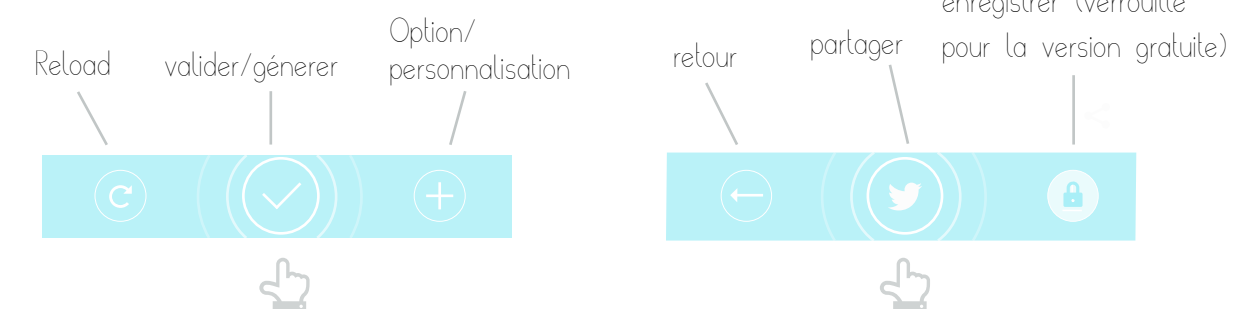 Option/
Reload
valider/génerer
personnalisation
enregistrer (verrouillé
retour
partager
pour la version gratuite)